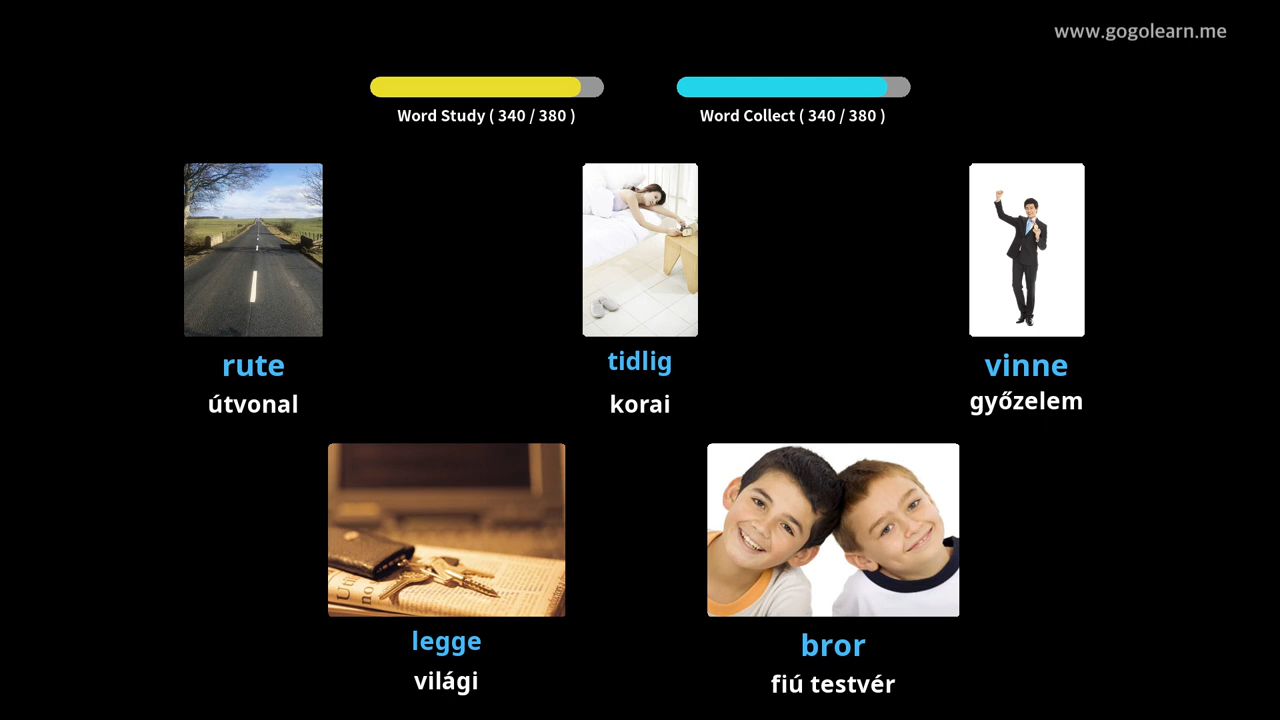 www.gogolearn.me
Word Study ( 340 / 380 )
Word Collect ( 340 / 380 )
rute
útvonal
tidlig
korai
vinne
győzelem
legge
világi
bror
fiú testvér